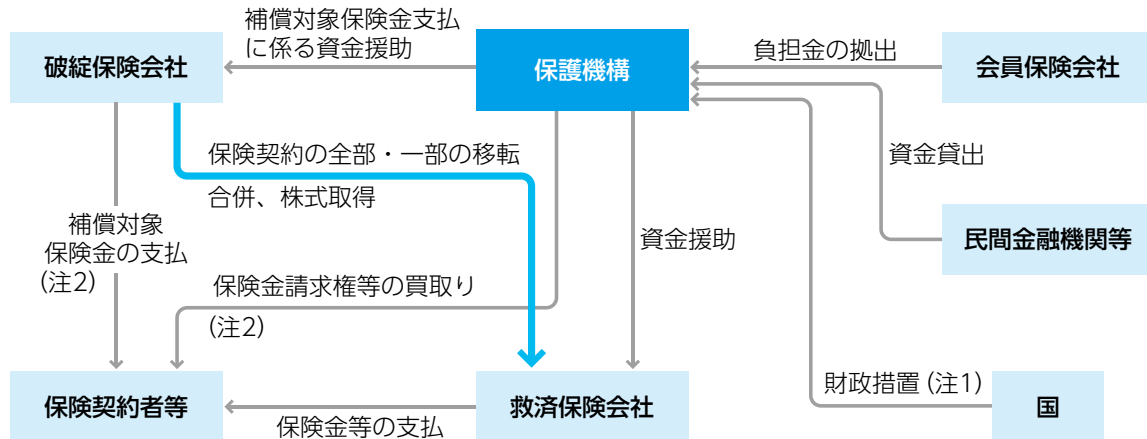 補償対象保険金支払
に係る資金援助
破綻保険会社
保護機構
負担金の拠出
会員保険会社
保険契約の全部・一部の移転
合併、株式取得
資金貸出
補償対象
保険金の支払
(注2)
資金援助
民間金融機関等
保険金請求権等の買取り
(注2)
財政措置(注1)
保険契約者等
保険金等の支払
救済保険会社
国